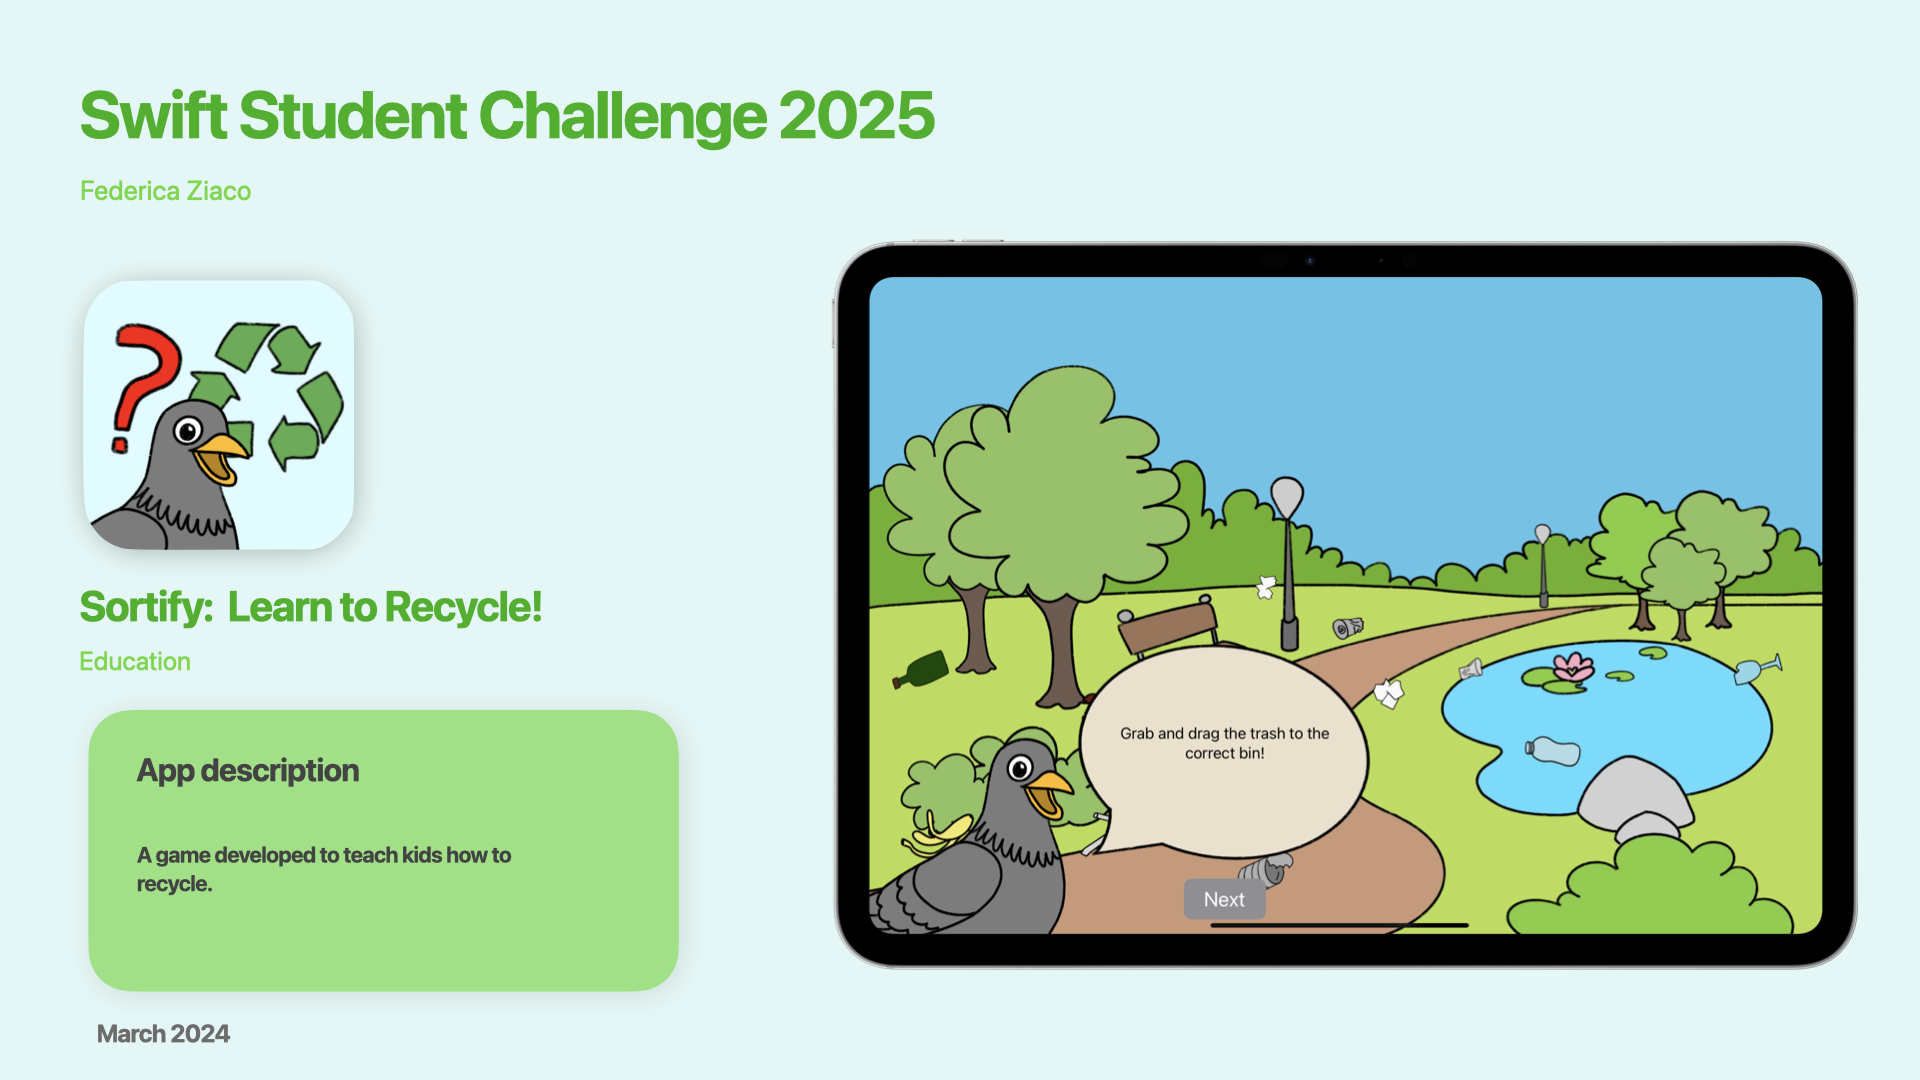 Swift Student Challenge 2025
Federica Ziaco
?
Sortify:  Learn to Recycle!
Education
App description
A game developed to teach kids how to
recycle.
March 2024
Grab and drag the trash to the
correct bin!
Next